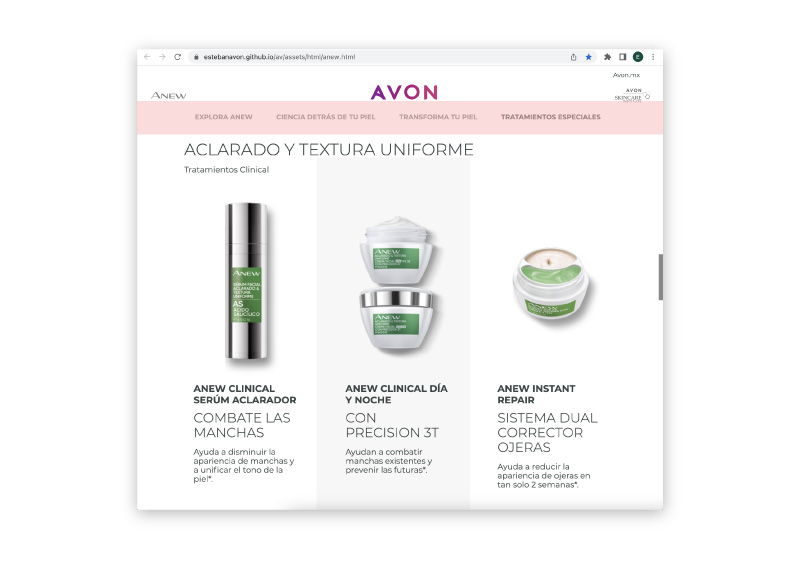 estebanavon.github.io/av/assets/html/anew.html
E
Avon.mx
ANEW
AVON
AVON
SKINCARE
EXPLORA ANEW
CIENCIA DETRÁS DE TU PIEL
TRANSFORMA TU PIEL
TRATAMIENTOS ESPECIALES
ACLARADO Y TEXTURA UNIFORME
Tratamientos Clinical
ANEW
SÉRUM FACIAL
ACLARADO &
TEXTURA
UNIFORME
AS
ÁCIDO
SALICÍLICO
ANEW
ANEW
ANEW CLINICAL
SERÚM ACLARADOR
COMBATE LAS
MANCHAS
Ayuda a disminuir la
apariencia de manchas y
a unificar el tono de la
piel*.
ANEW CLINICAL DÍA
Y NOCHE
CON
PRECISION 3T
Ayudan a combatir
manchas existentes y
prevenir las futuras*.
ANEW INSTANT
REPAIR
SISTEMA DUAL
CORRECTOR
OJERAS
Ayuda a reducir la
apariencia de ojeras en
tan solo 2 semanas*.